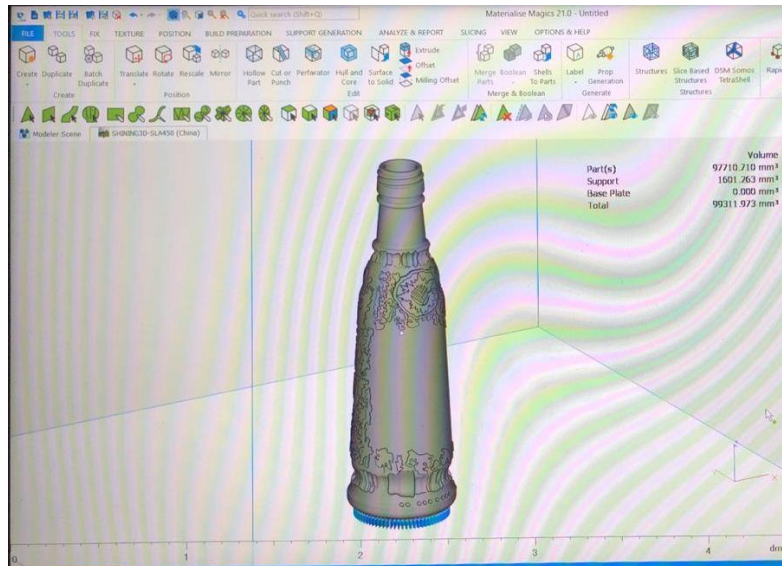 Quick search (Shift+Q)
Materialise Magics 21.0 - Untitled
FILE TOOLS FIX TEXTURE POSITION BUILD PREPARATION SUPPORT GENERATION ANALYZE & REPORT SLICING VIEW OPTIONS & HELP
Create Duplicate Batch Duplicate Translate Rotate Rescale Mirror Hollow Part Cut or Punch Perforator Hull and Core Surface to Solid Extrude Offset Milling Offset Merge Parts Boolean Shells To Parts Label Prop Generation Structures Slice Based Structures DSM Somos TetraShell Rapi
Create Position Edit Merge & Boolean Generate Structures
Modeler Scene SHINING3D-SLA450 (China)
Volume
Part(s) 97710.710 mm³
Support 1601.263 mm³
Base Plate 0.000 mm³
Total 99311.973 mm³
X
0 1 2 3 4 dm